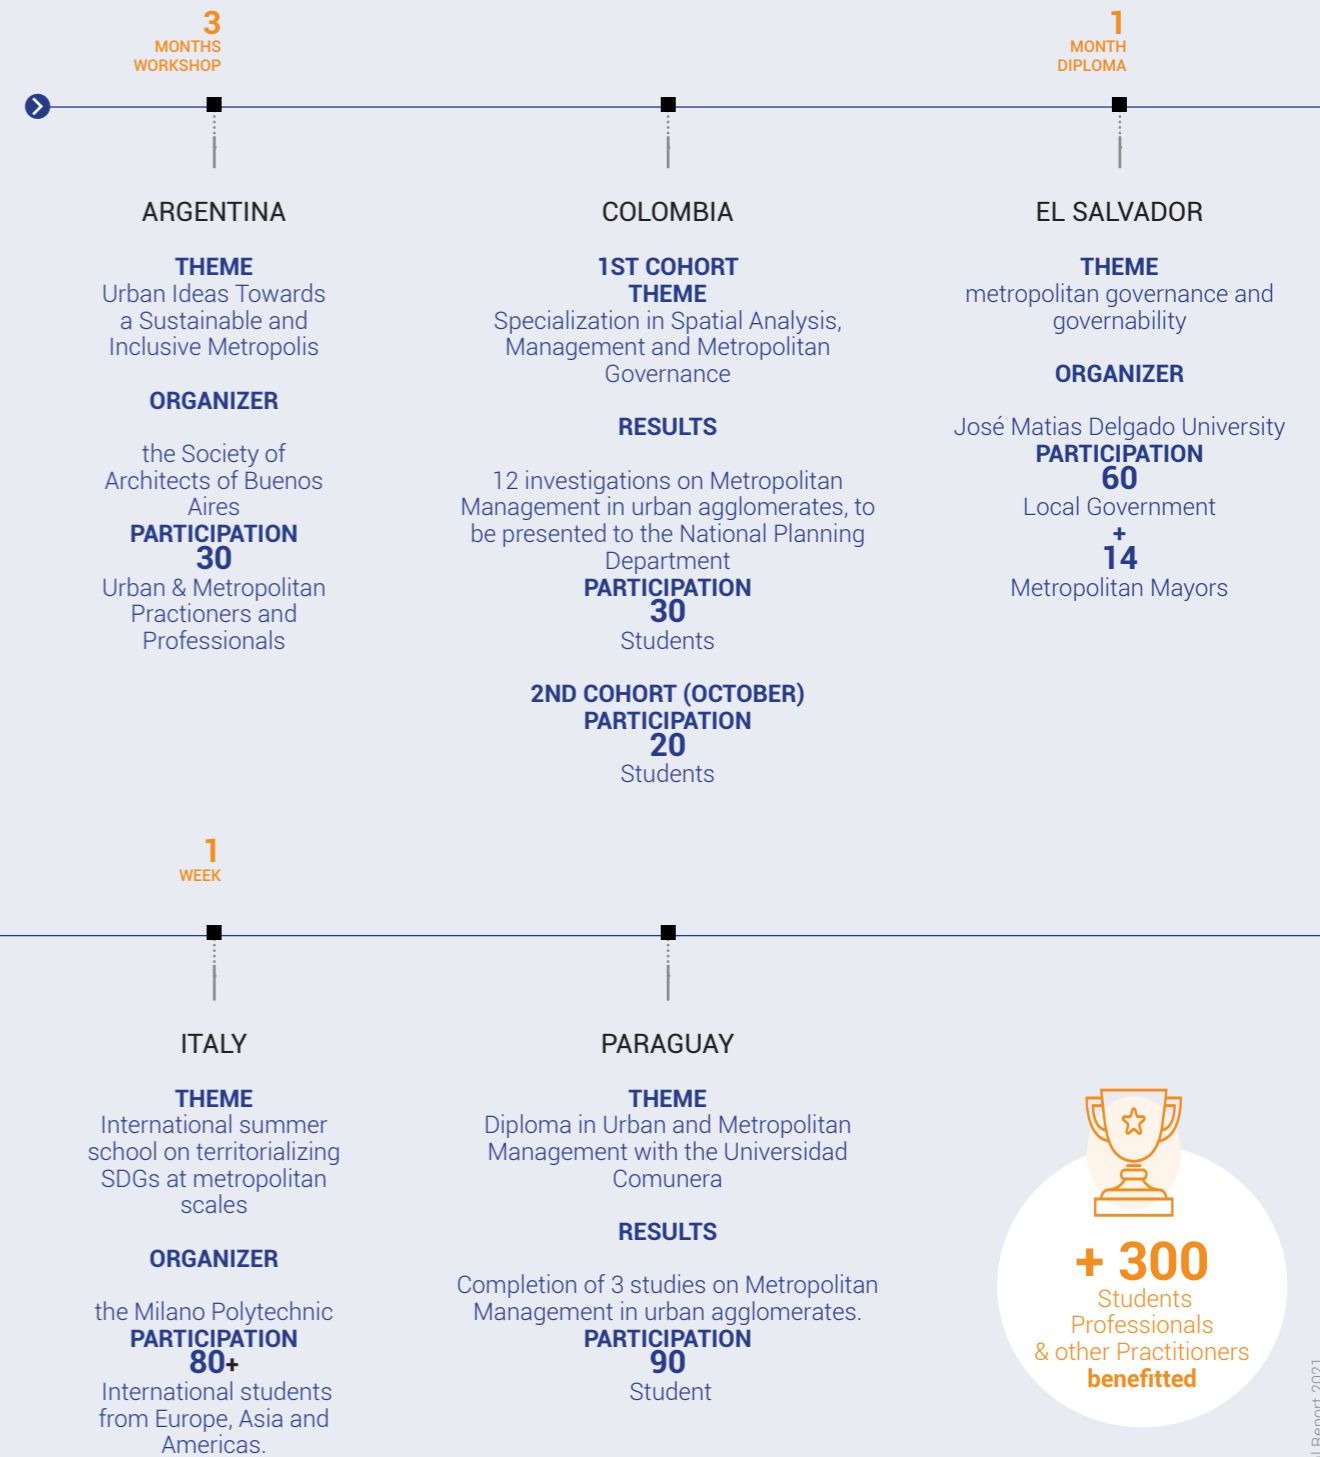 3
MONTHS
WORKSHOP
ARGENTINA
THEME
Urban Ideas Towards
a Sustainable and
Inclusive Metropolis
ORGANIZER
the Society of
Architects of Buenos
Aires
PARTICIPATION
30
Urban & Metropolitan
Practioners and
Professionals
COLOMBIA
1ST COHORT
THEME
Specialization in Spatial Analysis,
Management and Metropolitan
Governance
RESULTS
12 investigations on Metropolitan
Management in urban agglomerates, to
be presented to the National Planning
Department
PARTICIPATION
30
Students
2ND COHORT (OCTOBER)
PARTICIPATION
20
Students
1
MONTH
DIPLOMA
EL SALVADOR
THEME
metropolitan governance and
governability
ORGANIZER
José Matias Delgado University
PARTICIPATION
60
Local Government
+
14
Metropolitan Mayors
1
WEEK
ITALY
THEME
International summer
school on territorializing
SDGs at metropolitan
scales
ORGANIZER
the Milano Polytechnic
PARTICIPATION
80+
International students
from Europe, Asia and
Americas.
PARAGUAY
THEME
Diploma in Urban and Metropolitan
Management with the Universidad
Comunera
RESULTS
Completion of 3 studies on Metropolitan
Management in urban agglomerates.
PARTICIPATION
90
Student
+ 300
Students
Professionals
& other Practitioners
benefitted
Report 2021